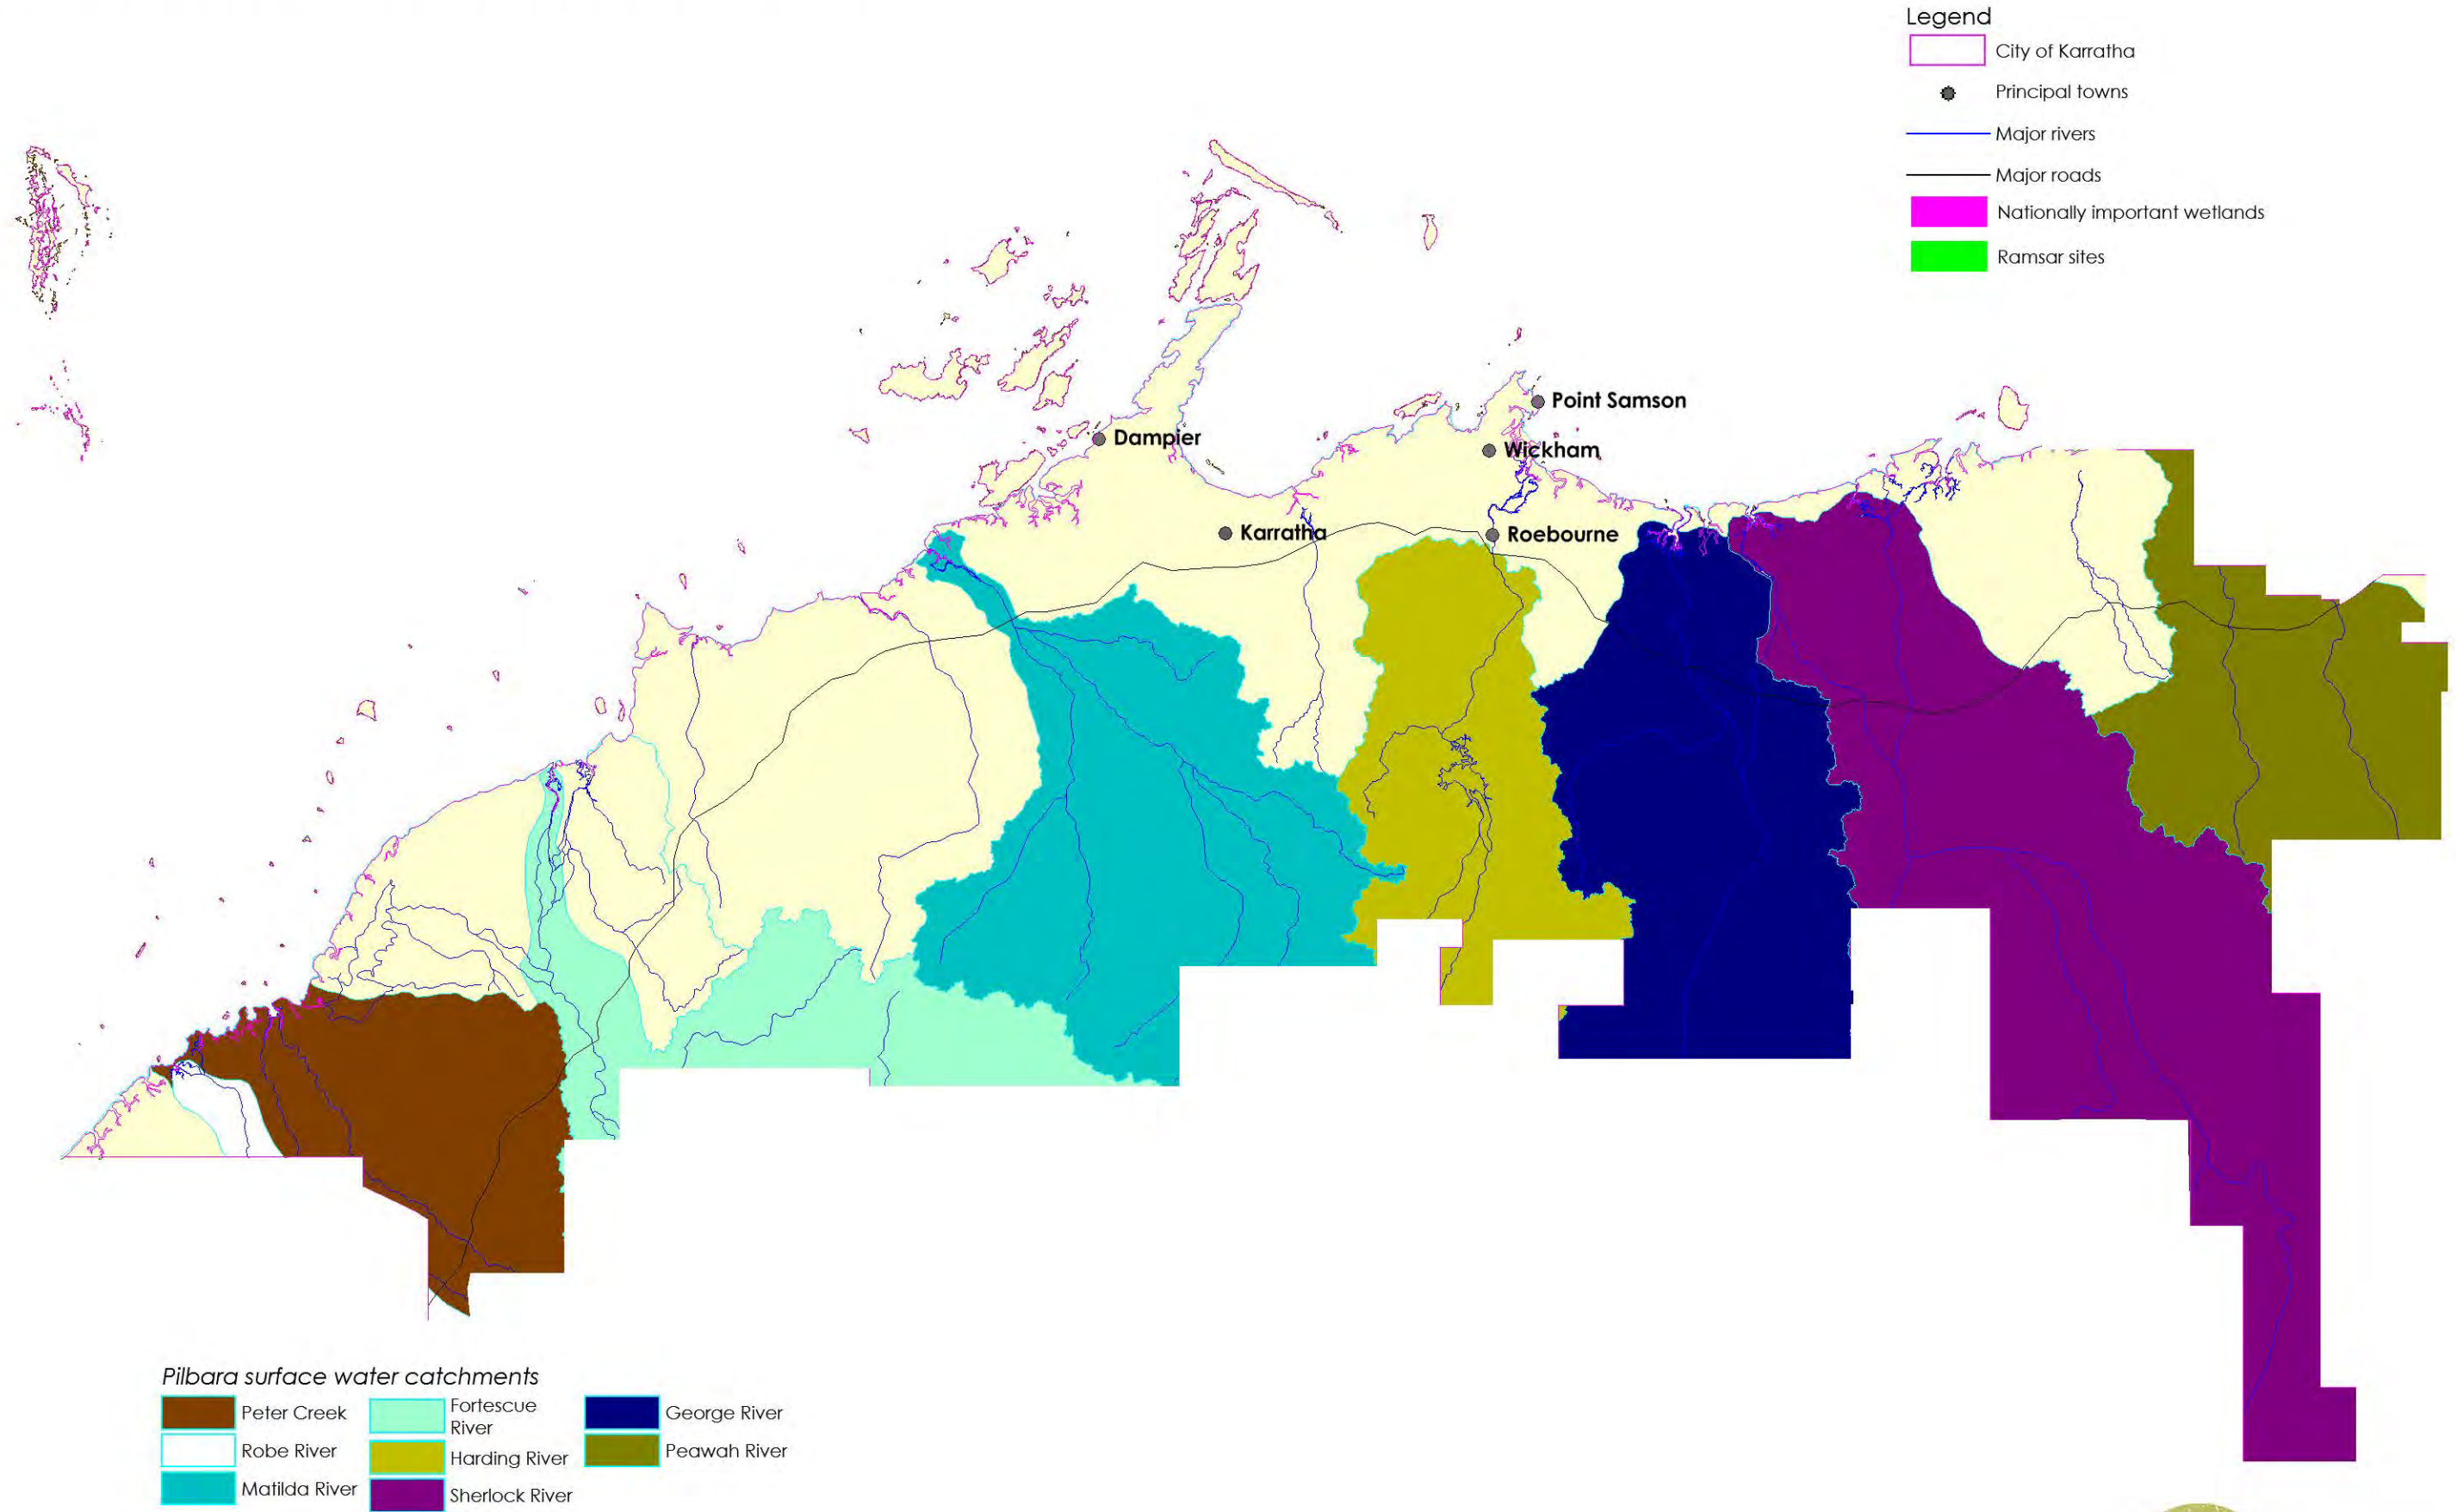 Legend
City of Karratha
Principal towns
Major rivers
Major roads
Nationally important wetlands
Ramsar sites
Point Samson
Dampier
Wickham
Karratha
Roebourne
Pilbara surface water catchments
Peter Creek
Robe River
Matilda River
Fortescue
River
Harding River
Sherlock River
George River
Peawah River